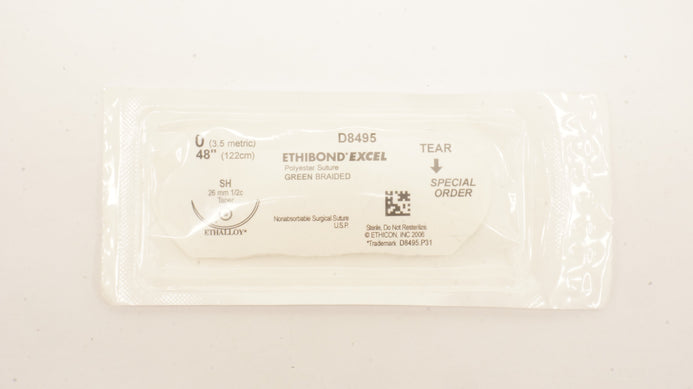 0 (3.5 metric)
48" (122cm)
SH
26 mm 1/2c
Taper
ETHALLOY*
D8495
ETHIBOND* EXCEL
Polyester Suture
GREEN BRAIDED
Nonabsorbable Surgical Suture
U.S.P.
TEAR
SPECIAL
ORDER
Sterile, Do Not Resterilize
© ETHICON, INC 2006
*Trademark D8495.P31